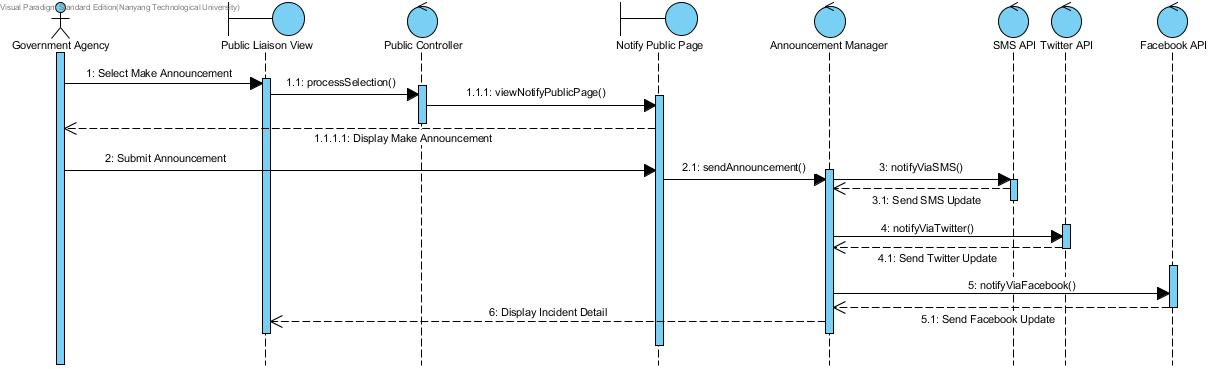 Visual Paradigm Standard Edition(Nanyang Technological University)
Government Agency
Public Liaison View
Public Controller
Notify Public Page
Announcement Manager
SMS API
Twitter API
Facebook API
1: Select Make Announcement
1.1: processSelection()
1.1.1: viewNotifyPublicPage()
1.1.1.1: Display Make Announcement
2: Submit Announcement
2.1: sendAnnouncement()
3: notifyViaSMS()
3.1: Send SMS Update
4: notifyViaTwitter()
4.1: Send Twitter Update
5: notifyViaFacebook()
5.1: Send Facebook Update
6: Display Incident Detail